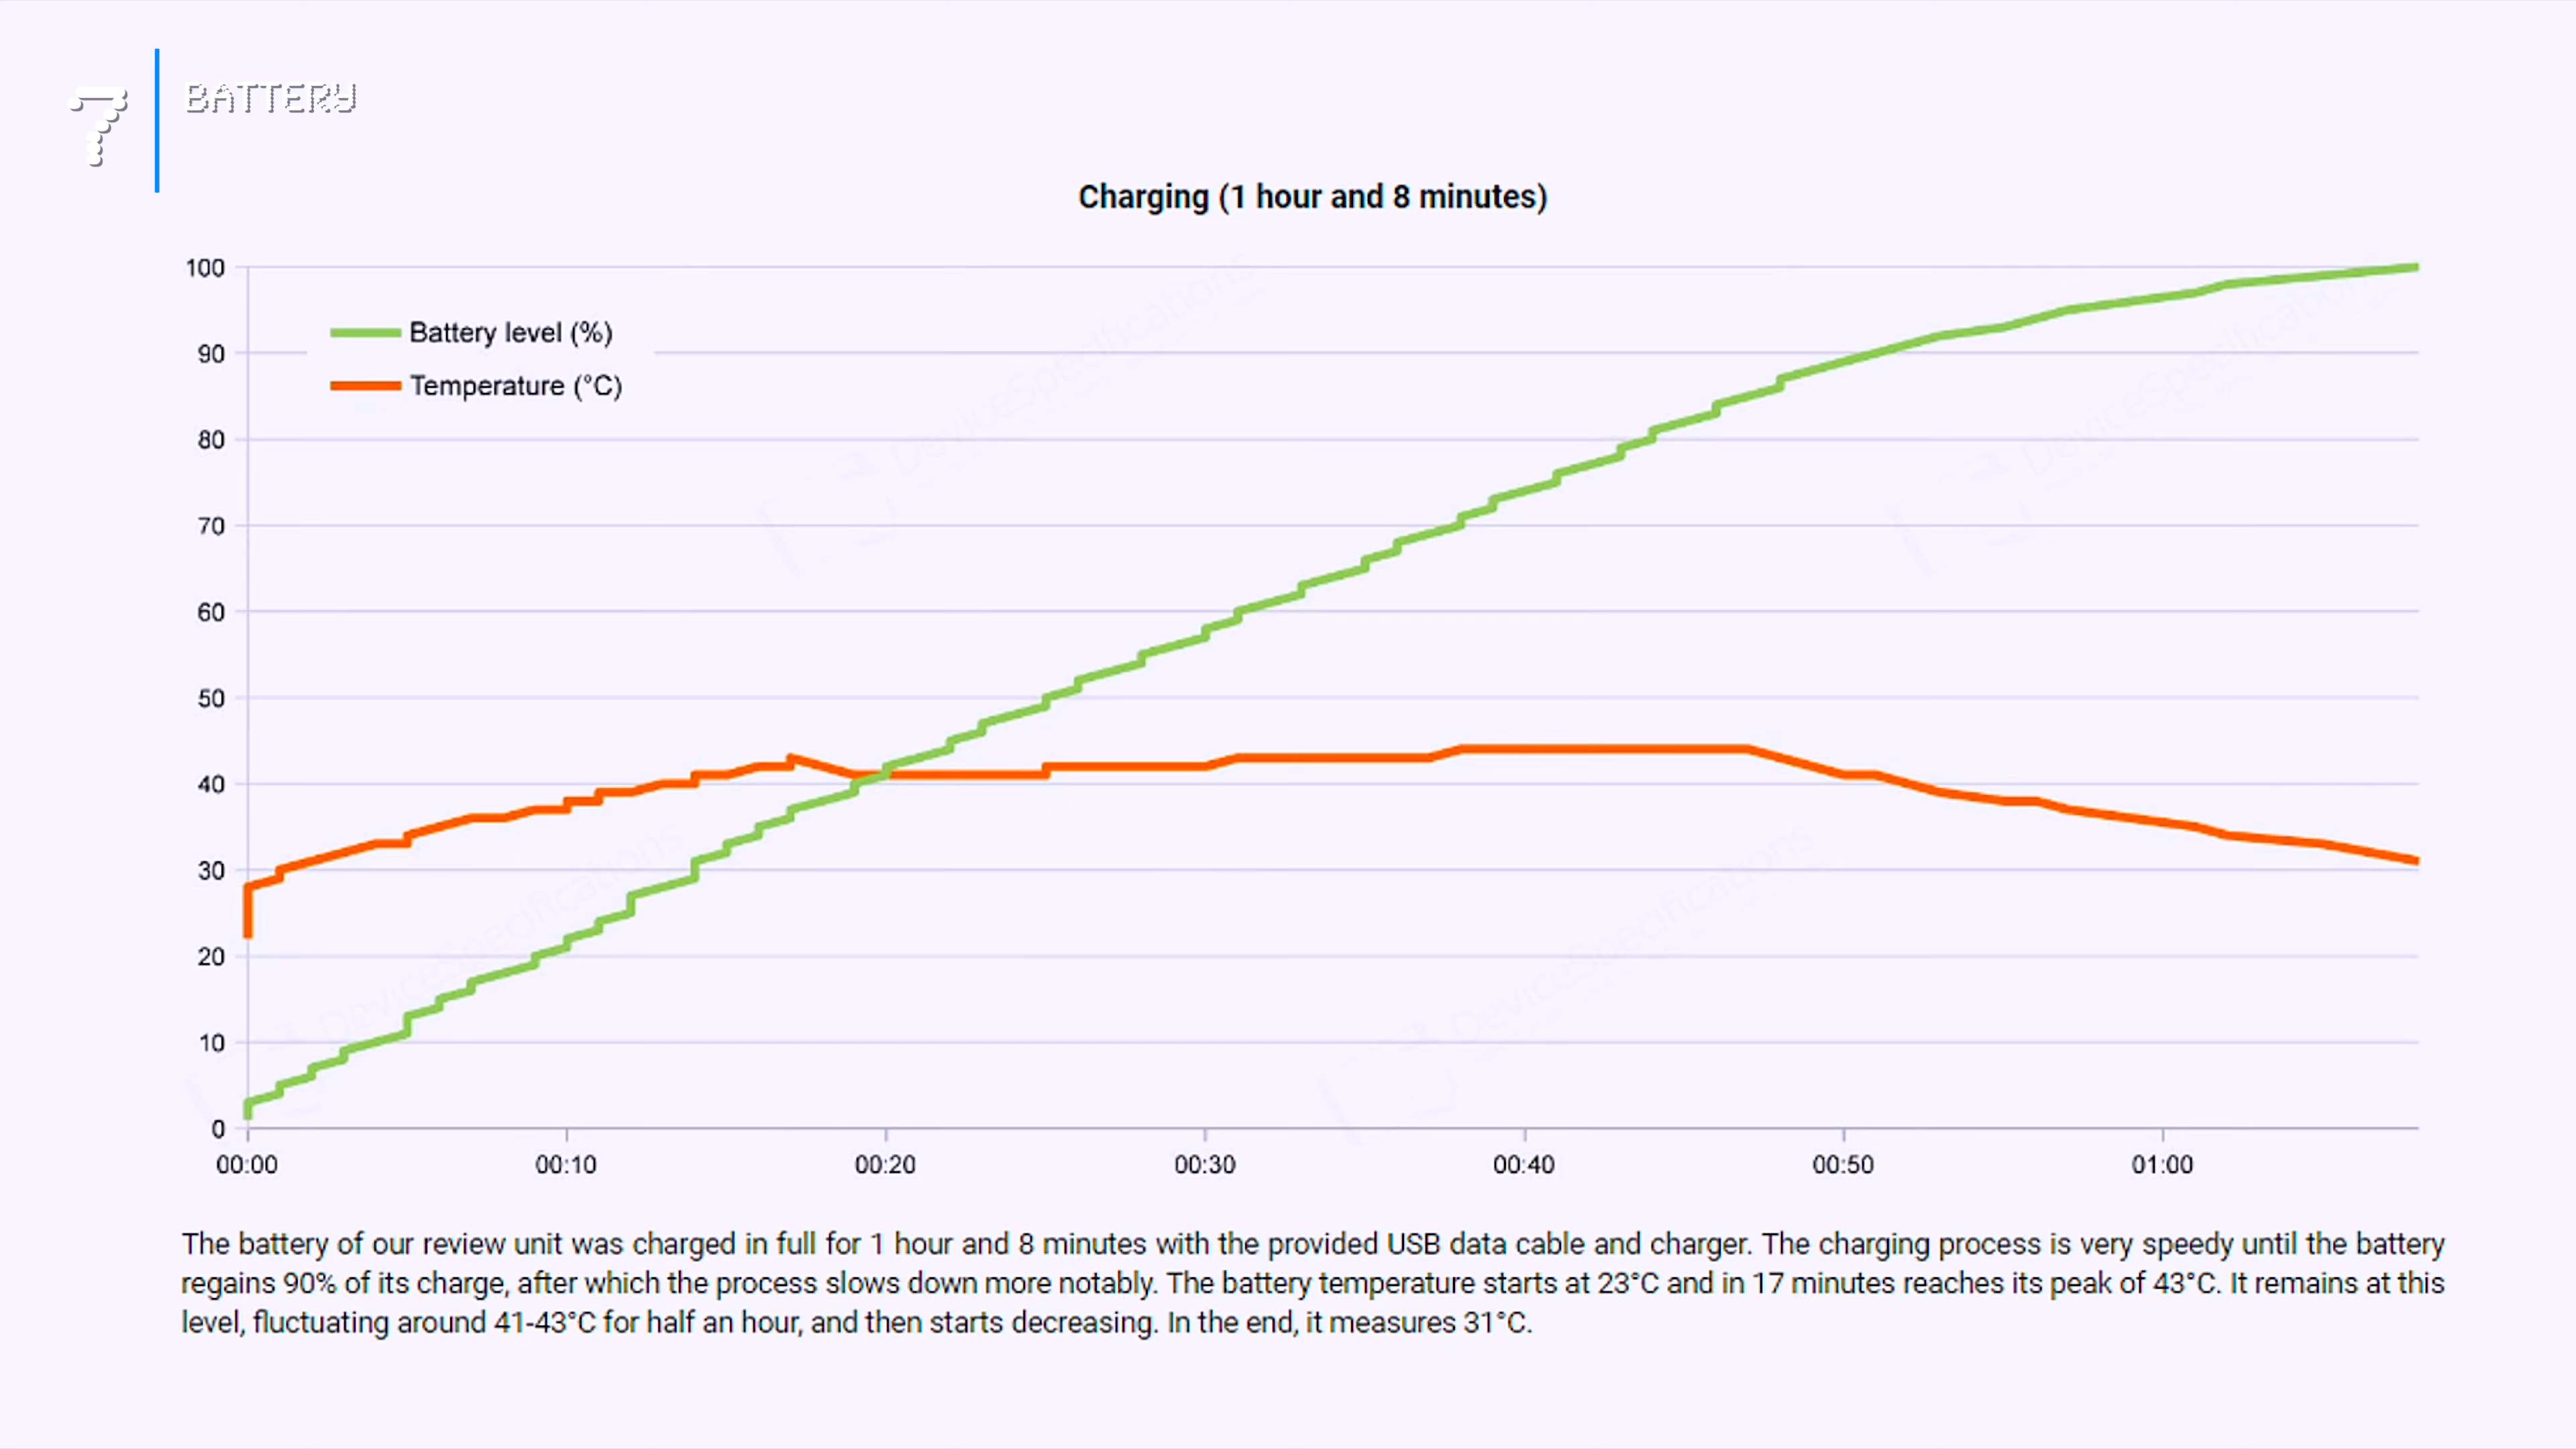 7
BATTERY
Charging (1 hour and 8 minutes)
100
90
80
70
60
50
40
30
20
10
0
Battery level (%)
Temperature (°C)
00:00 00:10 00:20 00:30 00:40 00:50 01:00
DeviceSpecifications
DeviceSpecifications
DeviceSpecifications
DeviceSpecifications
The battery of our review unit was charged in full for 1 hour and 8 minutes with the provided USB data cable and charger. The charging process is very speedy until the battery
regains 90% of its charge, after which the process slows down more notably. The battery temperature starts at 23°C and in 17 minutes reaches its peak of 43°C. It remains at this
level, fluctuating around 41-43°C for half an hour, and then starts decreasing. In the end, it measures 31°C.